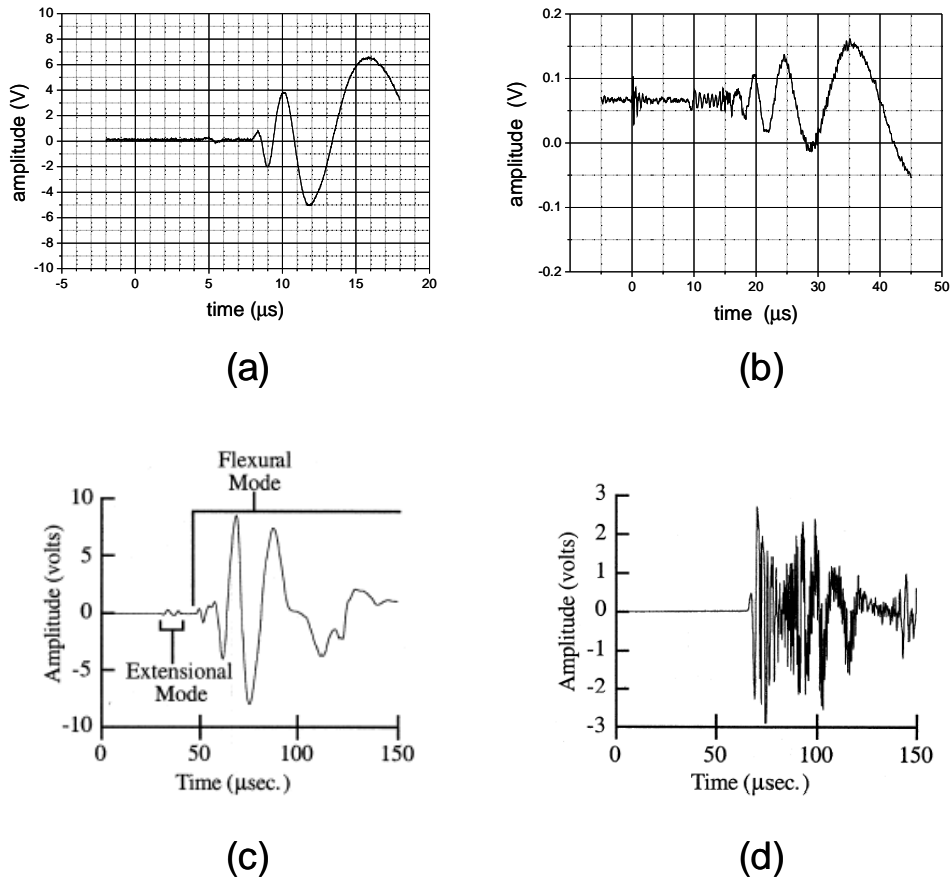 10
8
6
4
2
0
-2
-4
-6
-8
-10
amplitude (V)
-5 0 5 10 15 20
time (μs)
(a)
0.2
0.1
0.0
-0.1
-0.2
amplitude (V)
0 10 20 30 40 50
time (μs)
(b)
Flexural
Mode
10
5
0
-5
-10
Amplitude (volts)
Extensional
Mode
0 50 100 150
Time (μsec.)
(c)
3
2
1
0
-1
-2
-3
Amplitude (volts)
0 50 100 150
Time (μsec.)
(d)